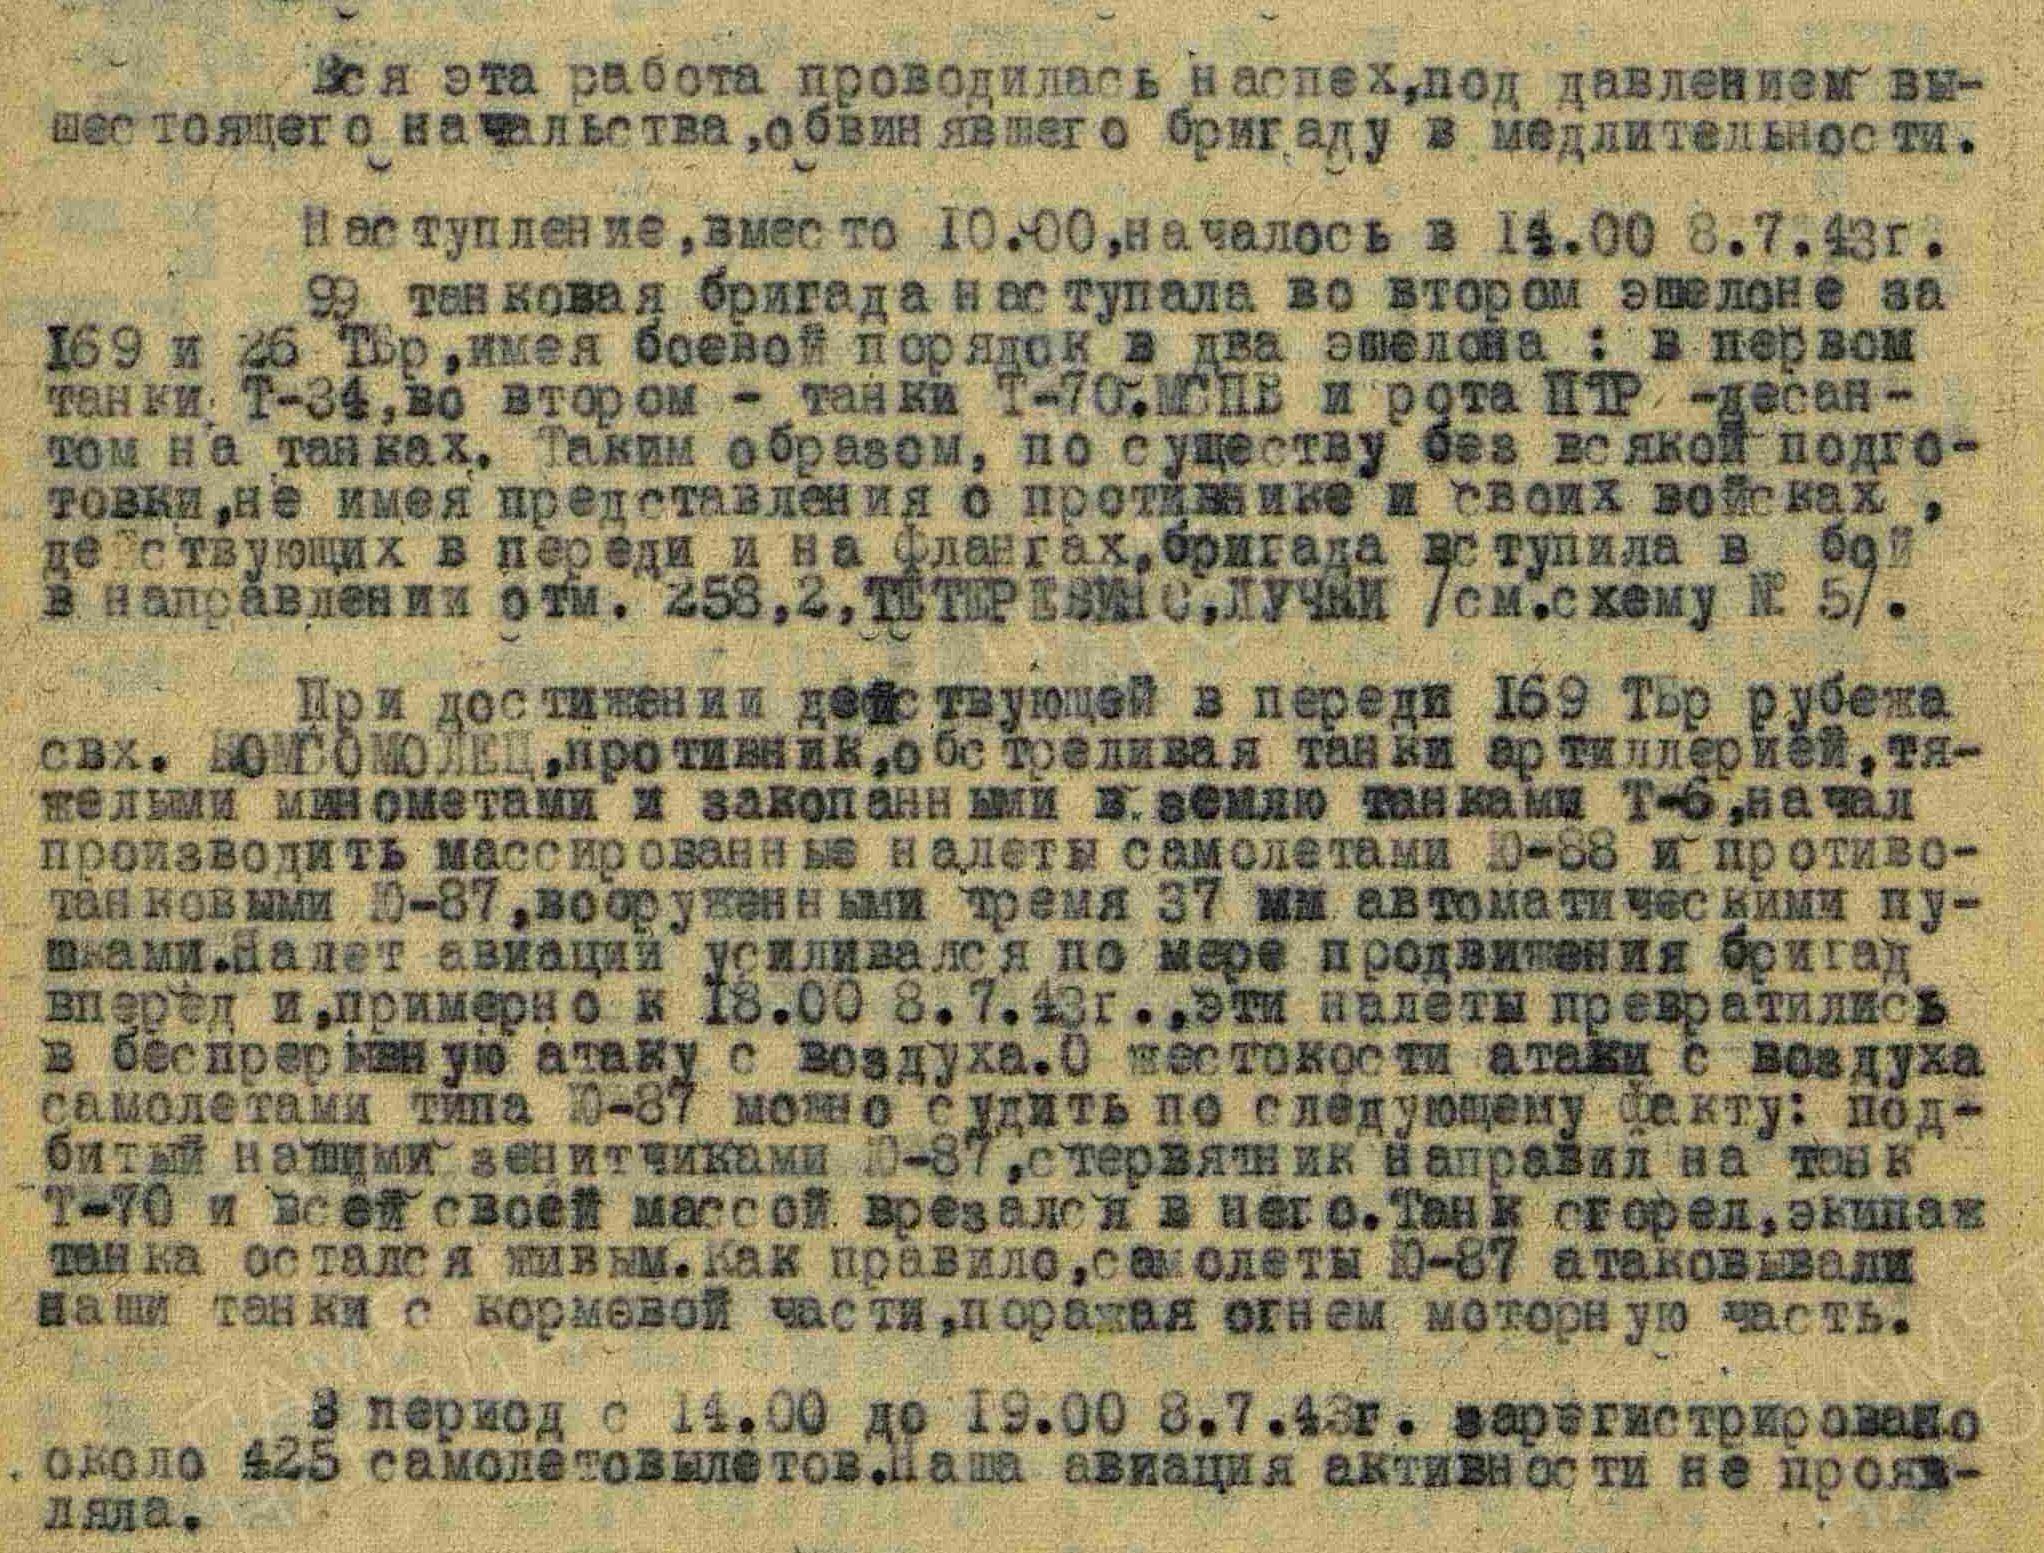 Вся эта работа проводилась наспех,под давлением вы-
шестоящего начальства,обвинявшего бригаду в медлительности.
Наступление,вместо 10.00,началось в 14.00 8.7.43г.
99 танковая бригада наступала во втором эшелоне за
169 и 26 ТБр,имея боевой порядок в два эшелона : в первом
танки Т-34,во втором - танки Т-70.МСПБ и рота ПТР -десан-
том на танках. Таким образом, по существу без всякой подго-
товки,не имея представления о противнике и своих войсках ,
действующих в переди и на флангах,бригада вступила в бой
в направлении отм. 258,2,ТЕТЕРЕВИНО,ЛУЧКИ /см.схему № 5/.
При достижении действующей в переди 169 ТБр рубежа
свх. КОМСОМОЛЕЦ,противник,обстреливая танки артиллерией,тя-
желыми минометами и закопанными в землю танками Т-6,начал
производить массированные налеты самолетами Ю-88 и противо-
танковыми Ю-87,вооруженными тремя 37 мм автоматическими пу-
шками.Налет авиации усиливался по мере продвижения бригад
вперед и,примерно к 18.00 8.7.43г.,эти налеты превратились
в беспрерывную атаку с воздуха.О жестокости атаки с воздуха
самолетами типа Ю-87 можно судить по следующему факту: под-
битый нашими зенитчиками Ю-87,стервятник направил на танк
Т-70 и всей своей массой врезался в него.Танк сгорел,экипаж
танка остался живым.Как правило,самолеты Ю-87 атаковывали
наши танки с кормевой части,поражая огнем моторную часть.
В период с 14.00 до 19.00 8.7.43г. зарегистрировано
около 425 самолетовылетов.Наша авиация активности не прояв-
ляла.